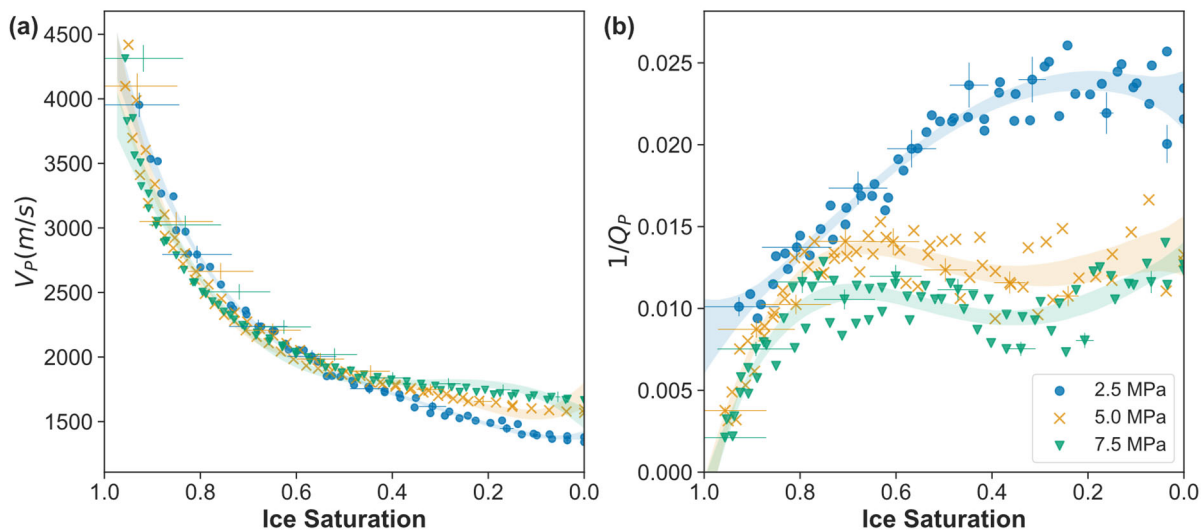 (a)
4500
4000
3500
3000
2500
2000
1500
V_P(m/s)
1.0 0.8 0.6 0.4 0.2 0.0
Ice Saturation
(b)
0.025
0.020
0.015
0.010
0.005
0.000
1/Q_P
2.5 MPa
5.0 MPa
7.5 MPa
1.0 0.8 0.6 0.4 0.2 0.0
Ice Saturation